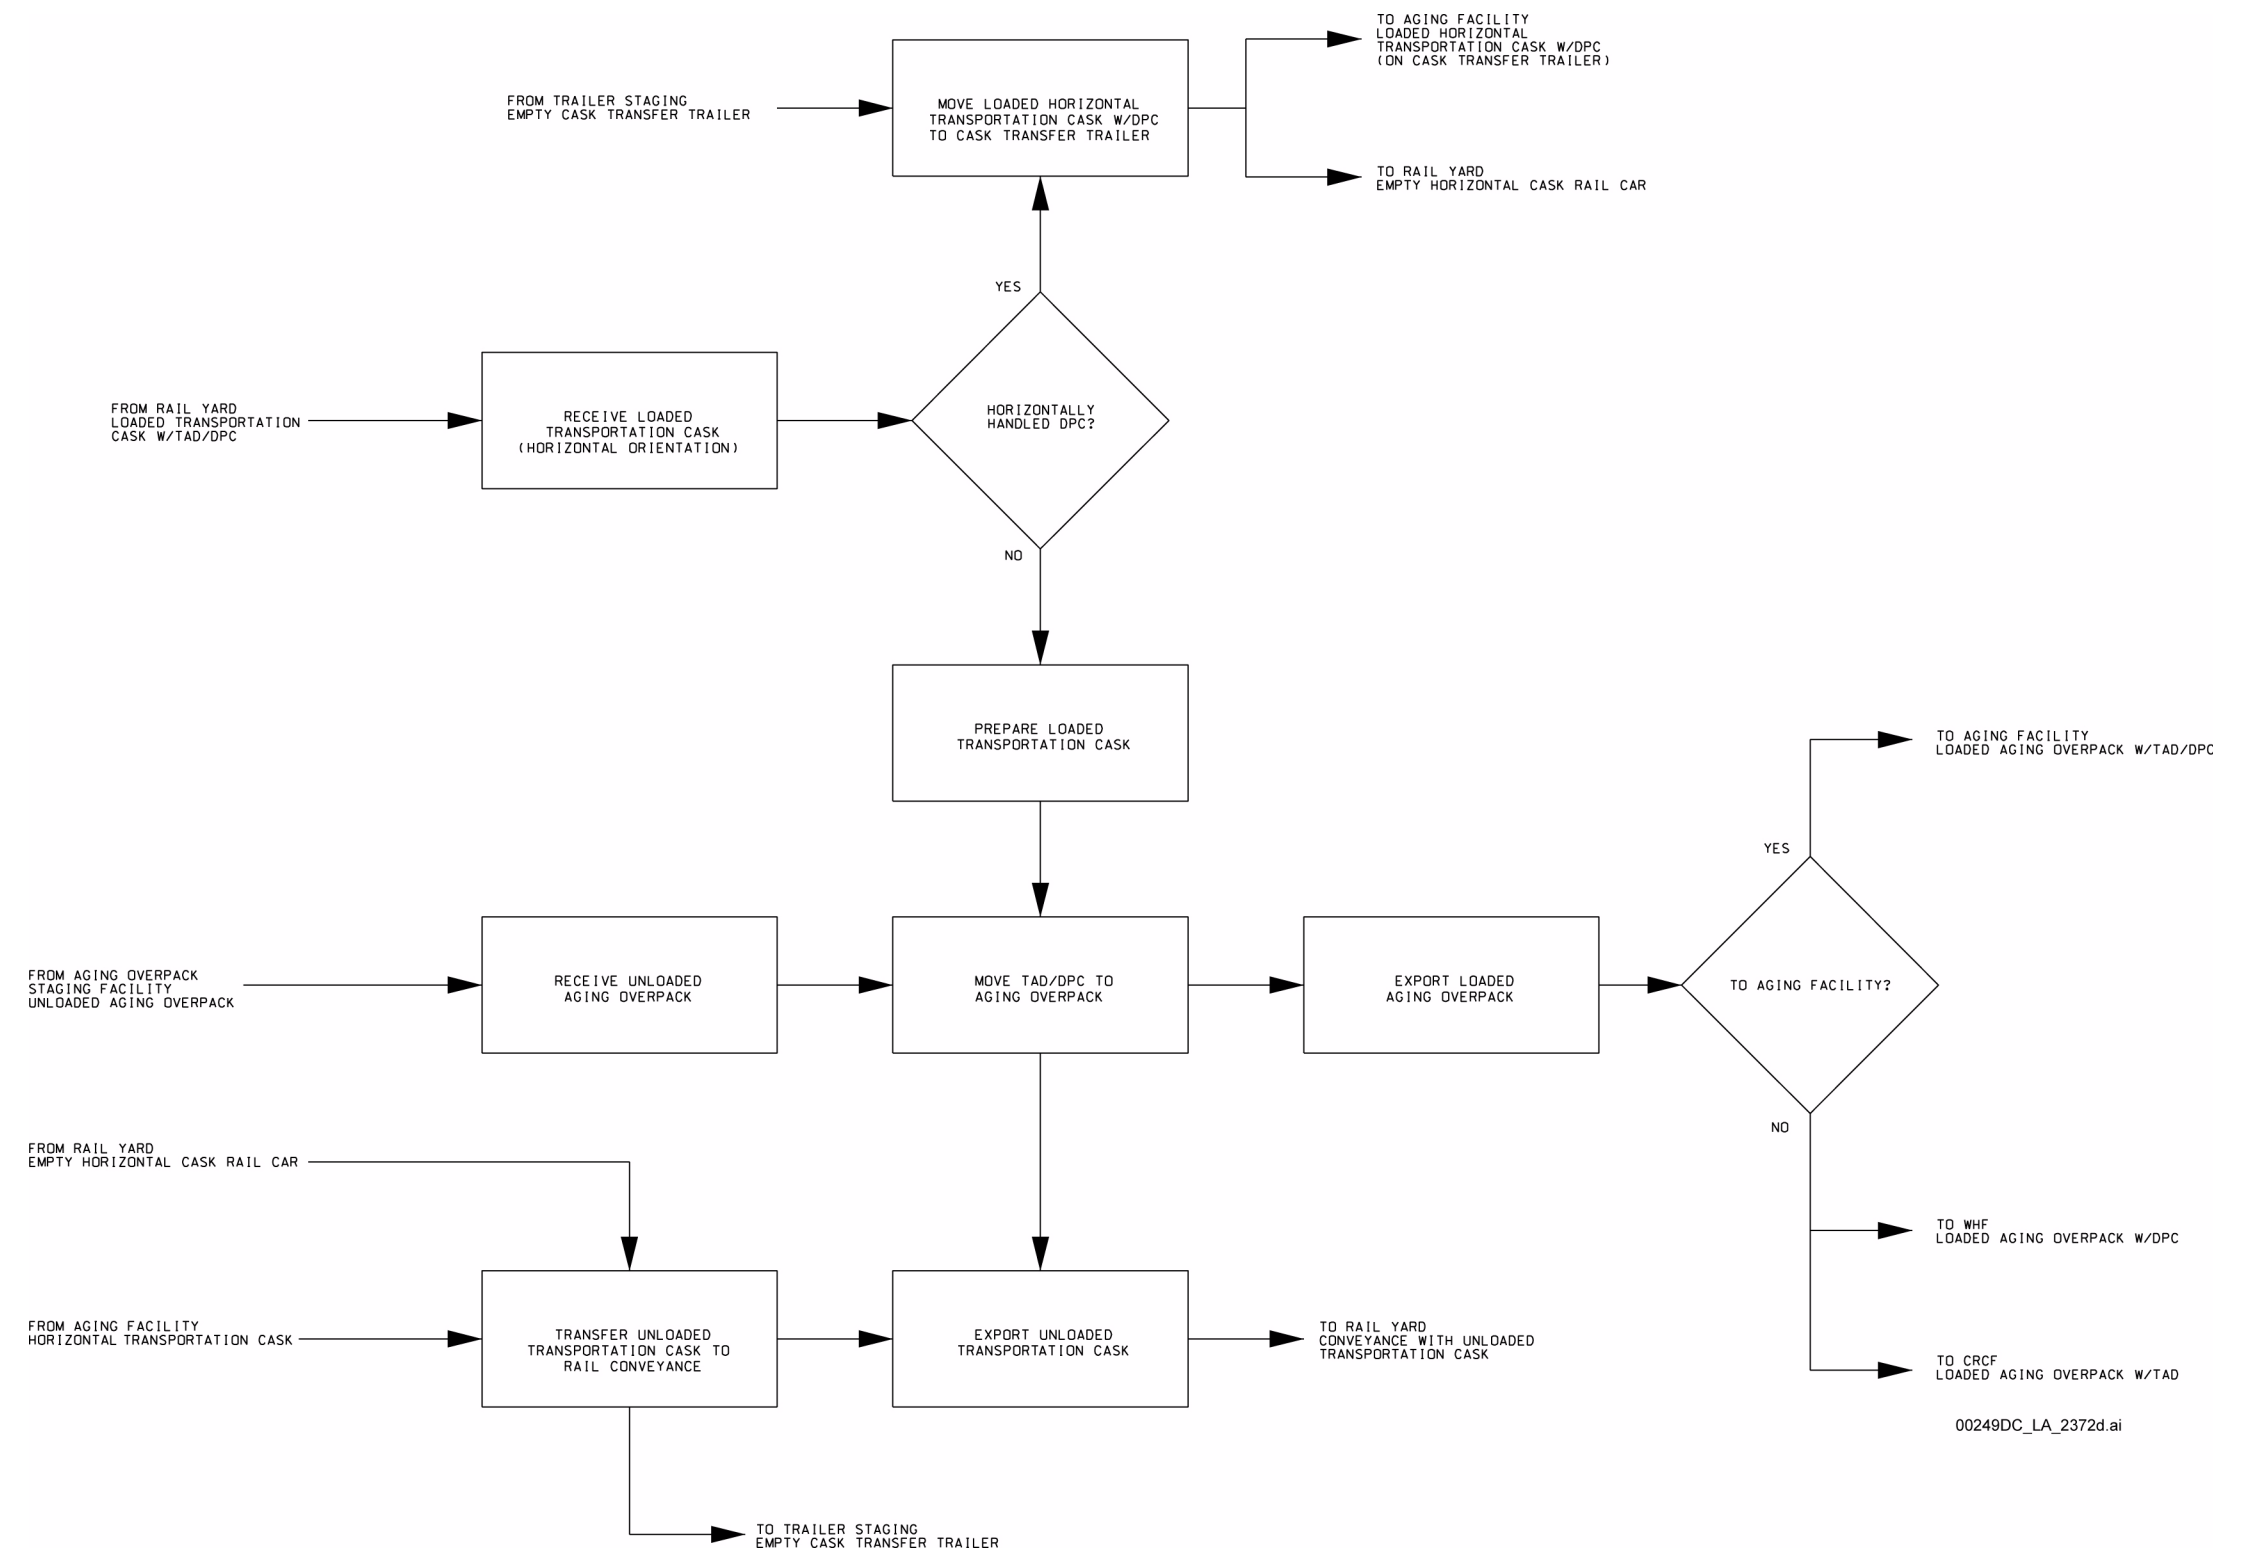 TO AGING FACILITY
LOADED HORIZONTAL
TRANSPORTATION CASK W/DPC
(ON CASK TRANSFER TRAILER)
FROM TRAILER STAGING
EMPTY CASK TRANSFER TRAILER
MOVE LOADED HORIZONTAL
TRANSPORTATION CASK W/DPC
TO CASK TRANSFER TRAILER
TO RAIL YARD
EMPTY HORIZONTAL CASK RAIL CAR
YES
FROM RAIL YARD
LOADED TRANSPORTATION
CASK W/TAD/DPC
RECEIVE LOADED
TRANSPORTATION CASK
(HORIZONTAL ORIENTATION)
HORIZONTALLY
HANDLED DPC?
NO
PREPARE LOADED
TRANSPORTATION CASK
TO AGING FACILITY
LOADED AGING OVERPACK W/TAD/DPC
YES
FROM AGING OVERPACK
STAGING FACILITY
UNLOADED AGING OVERPACK
RECEIVE UNLOADED
AGING OVERPACK
MOVE TAD/DPC TO
AGING OVERPACK
EXPORT LOADED
AGING OVERPACK
TO AGING FACILITY?
NO
FROM RAIL YARD
EMPTY HORIZONTAL CASK RAIL CAR
TO WHF
LOADED AGING OVERPACK W/DPC
FROM AGING FACILITY
HORIZONTAL TRANSPORTATION CASK
TRANSFER UNLOADED
TRANSPORTATION CASK TO
RAIL CONVEYANCE
EXPORT UNLOADED
TRANSPORTATION CASK
TO RAIL YARD
CONVEYANCE WITH UNLOADED
TRANSPORTATION CASK
TO CRCF
LOADED AGING OVERPACK W/TAD
00249DC_LA_2372d.ai
TO TRAILER STAGING
EMPTY CASK TRANSFER TRAILER